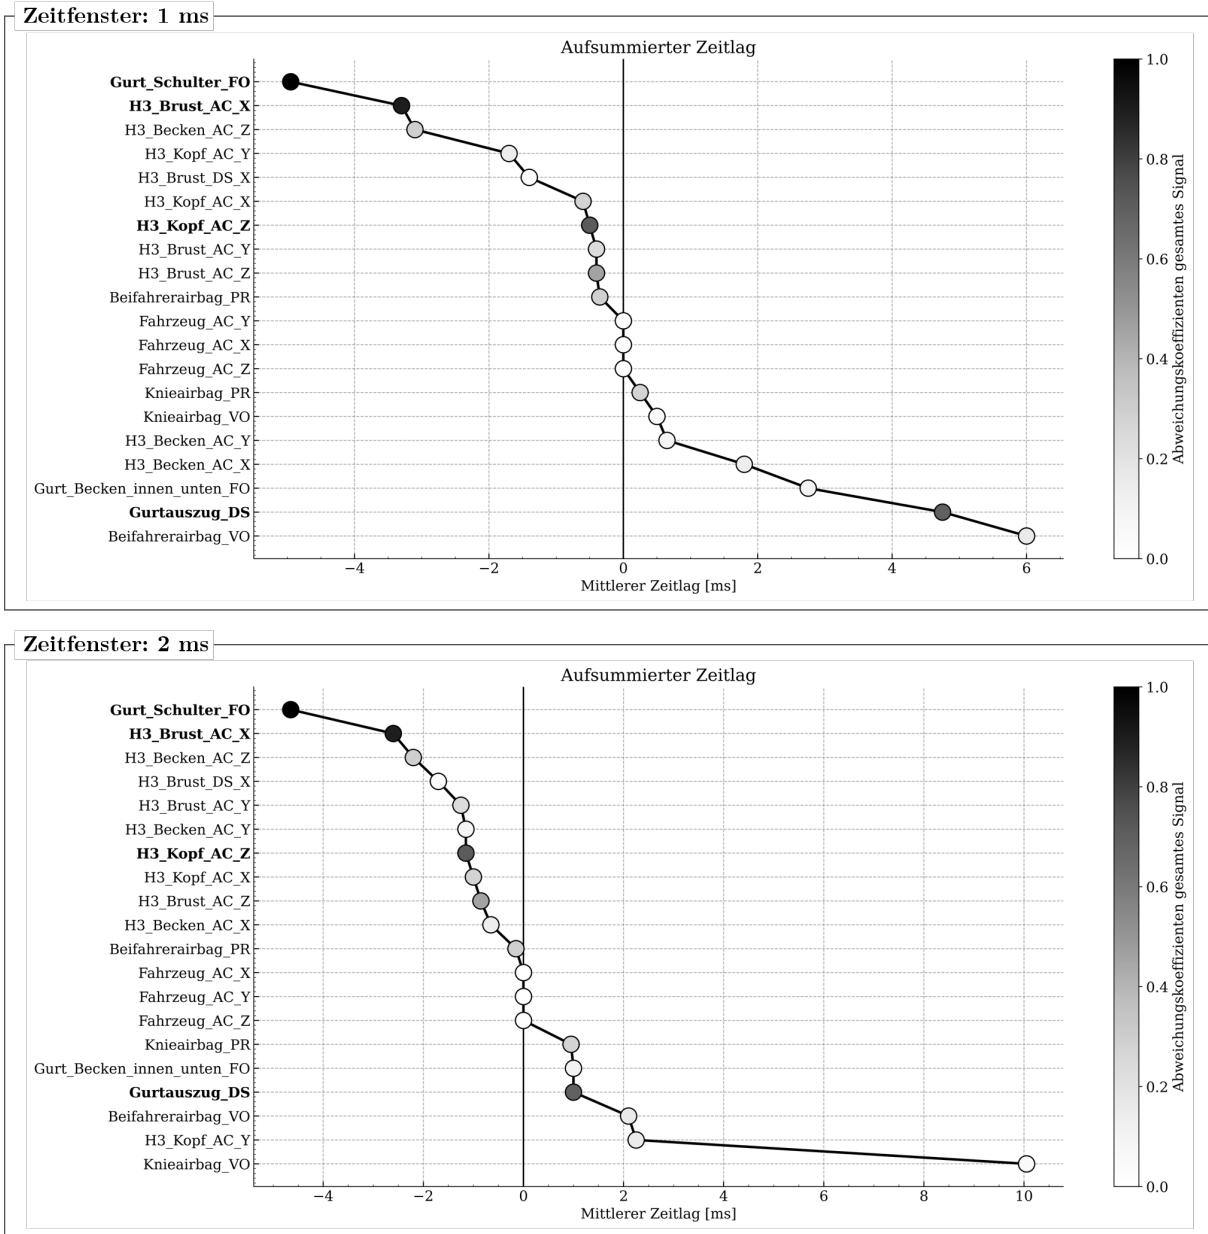 Zeitfenster: 1 ms
Aufsummierter Zeitlag
Gurt_Schulter_FO
H3_Brust_AC_X
H3_Becken_AC_Z
H3_Kopf_AC_Y
H3_Brust_DS_X
H3_Kopf_AC_X
H3_Kopf_AC_Z
H3_Brust_AC_Y
H3_Brust_AC_Z
Beifahrerairbag_PR
Fahrzeug_AC_Y
Fahrzeug_AC_X
Fahrzeug_AC_Z
Knieairbag_PR
Knieairbag_VO
H3_Becken_AC_Y
H3_Becken_AC_X
Gurt_Becken_innen_unten_FO
Gurtauszug_DS
Beifahrerairbag_VO
−4 −2 0 2 4 6
Mittlerer Zeitlag [ms]
1.0
0.8
0.6
0.4
0.2
0.0
Abweichungskoeffizienten gesamtes Signal
Zeitfenster: 2 ms
Aufsummierter Zeitlag
Gurt_Schulter_FO
H3_Brust_AC_X
H3_Becken_AC_Z
H3_Brust_DS_X
H3_Brust_AC_Y
H3_Becken_AC_Y
H3_Kopf_AC_Z
H3_Kopf_AC_X
H3_Brust_AC_Z
H3_Becken_AC_X
Beifahrerairbag_PR
Fahrzeug_AC_X
Fahrzeug_AC_Y
Fahrzeug_AC_Z
Knieairbag_PR
Gurt_Becken_innen_unten_FO
Gurtauszug_DS
Beifahrerairbag_VO
H3_Kopf_AC_Y
Knieairbag_VO
−4 −2 0 2 4 6 8 10
Mittlerer Zeitlag [ms]
1.0
0.8
0.6
0.4
0.2
0.0
Abweichungskoeffizienten gesamtes Signal